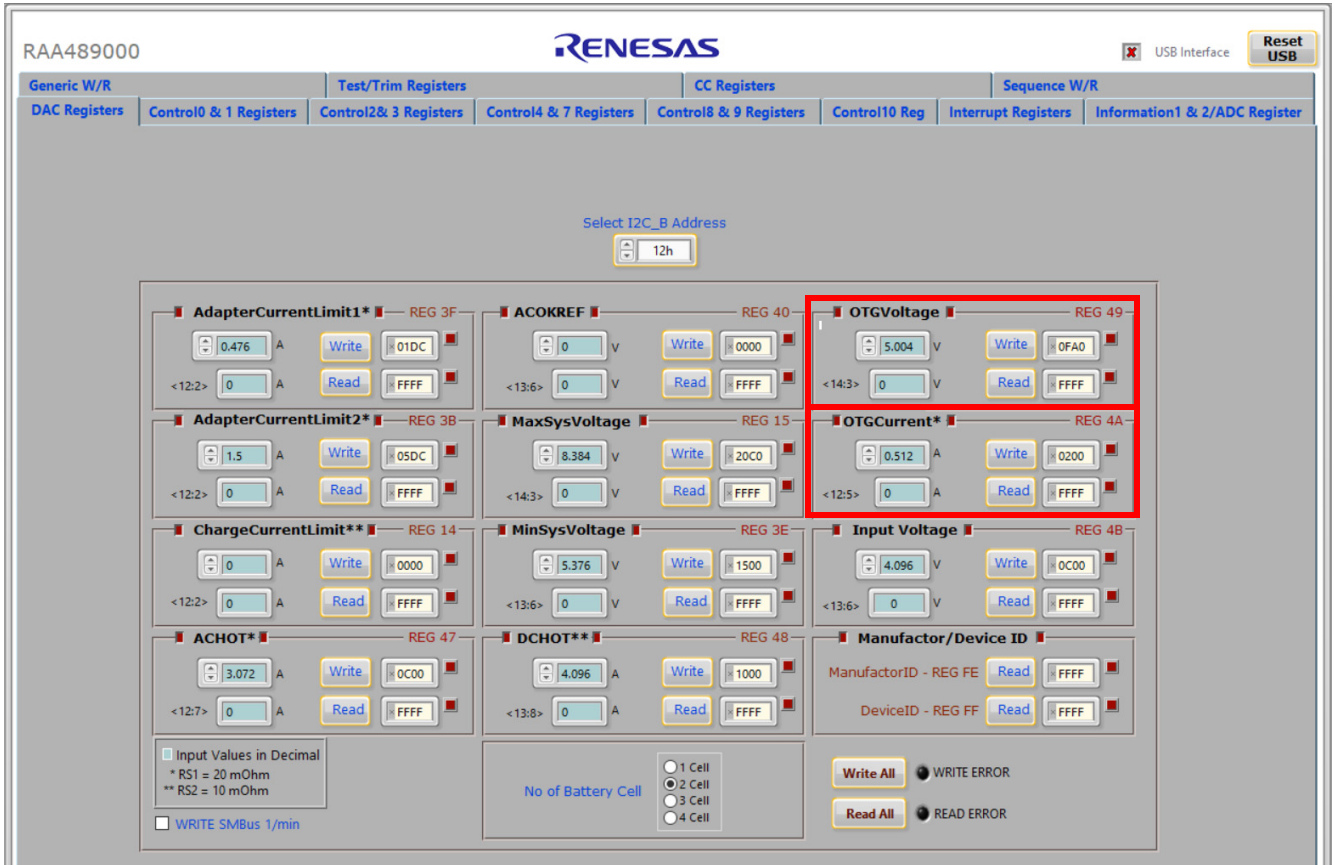 RAA489000
RENESAS
USB Interface
Reset USB
Generic W/R
Test/Trim Registers
CC Registers
Sequence W/R
DAC Registers
Control0 & 1 Registers
Control2& 3 Registers
Control4 & 7 Registers
Control8 & 9 Registers
Control10 Reg
Interrupt Registers
Information1 & 2/ADC Register
Select I2C_B Address
12h
AdapterCurrentLimit1* REG 3F
0.476 A Write ×01DC
<12:2> 0 A Read ×FFFF
ACOKREF REG 40
0 V Write ×0000
<13:6> 0 V Read ×FFFF
OTGVoltage REG 49
5.004 V Write ×0FA0
<14:3> 0 V Read ×FFFF
AdapterCurrentLimit2* REG 3B
1.5 A Write ×05DC
<12:2> 0 A Read ×FFFF
MaxSysVoltage REG 15
8.384 V Write ×20C0
<14:3> 0 V Read ×FFFF
OTGCurrent* REG 4A
0.512 A Write ×0200
<12:5> 0 A Read ×FFFF
ChargeCurrentLimit** REG 14
0 A Write ×0000
<12:2> 0 A Read ×FFFF
MinSysVoltage REG 3E
5.376 V Write ×1500
<13:6> 0 V Read ×FFFF
Input Voltage REG 4B
4.096 V Write ×0C00
<13:6> 0 V Read ×FFFF
ACHOT* REG 47
3.072 A Write ×0C00
<12:7> 0 A Read ×FFFF
DCHOT** REG 48
4.096 A Write ×1000
<13:8> 0 A Read ×FFFF
Manufactor/Device ID
ManufactorID - REG FE Read ×FFFF
DeviceID - REG FF Read ×FFFF
Input Values in Decimal
* RS1 = 20 mOhm
** RS2 = 10 mOhm
WRITE SMBus 1/min
No of Battery Cell
1 Cell
2 Cell
3 Cell
4 Cell
Write All WRITE ERROR
Read All READ ERROR